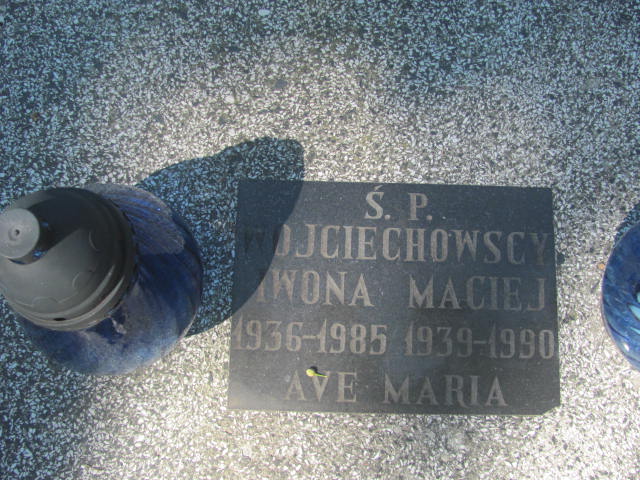 Ś. P.
WOJCIECHOWSCY
IWONA MACIEJ
1936-1985 1939-1990
AVE MARIA